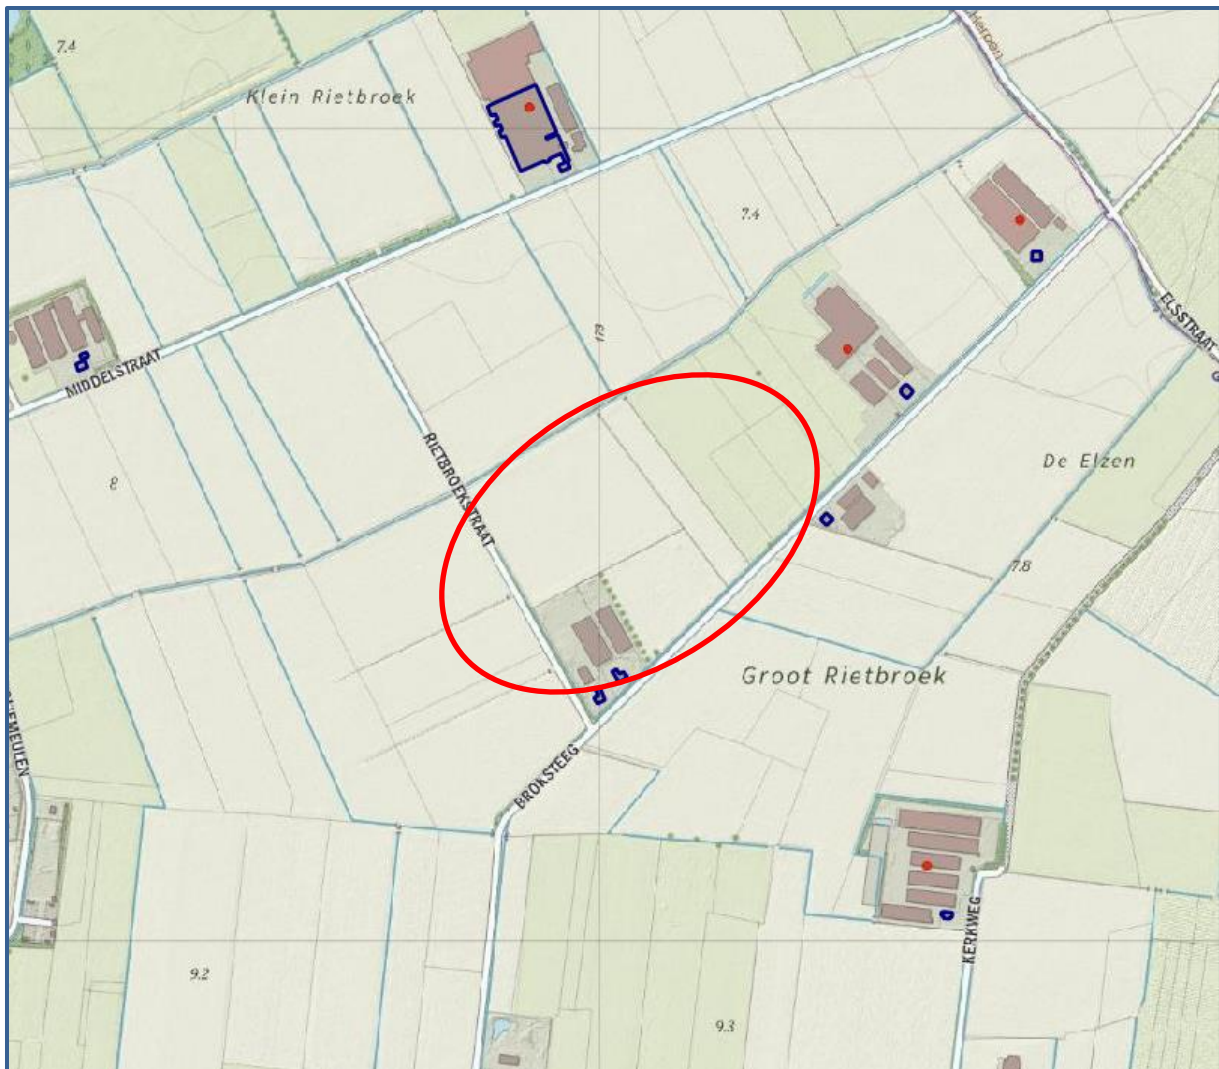 Herpen
7.4
Klein Rietbroek
7.4
ELSSTRAAT
MIDDELSTRAAT
RIETBROEKSTRAAT
De Elzen
8
7.8
Groot Rietbroek
BROKSTEEG
KERKWEG
9.2
9.3